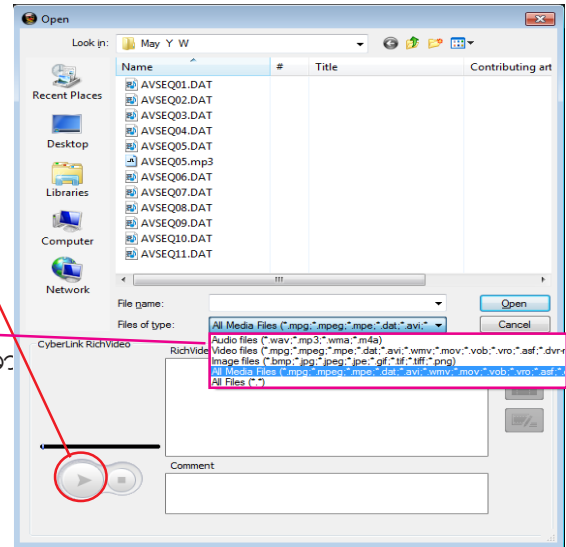 Open
Look in:
May Y W
Name
#
Title
Contributing art
Recent Places
Desktop
Libraries
Computer
Network
AVSEQ01.DAT
AVSEQ02.DAT
AVSEQ03.DAT
AVSEQ04.DAT
AVSEQ05.DAT
AVSEQ05.mp3
AVSEQ06.DAT
AVSEQ07.DAT
AVSEQ08.DAT
AVSEQ09.DAT
AVSEQ10.DAT
AVSEQ11.DAT
File name:
Open
Files of type:
All Media Files (*.mpg;*.mpeg;*.mpe;*.dat;*.avi;*
Cancel
Audio files (*.wav;*.mp3;*.wma;*.m4a)
Video files (*.mpg;*.mpeg;*.mpe;*.dat;*.avi;*.wmv;*.mov;*.vob;*.vro;*.asf;*.dvr-r
Image files (*.bmp;*.jpg;*.jpeg;*.jpe;*.gif;*.tif;*.tiff;*.png)
All Media Files (*.mpg;*.mpeg;*.mpe;*.dat;*.avi;*.wmv;*.mov;*.vob;*.vro;*.asf;*.
All Files (*.*)
CyberLink RichVideo
RichVide
Comment